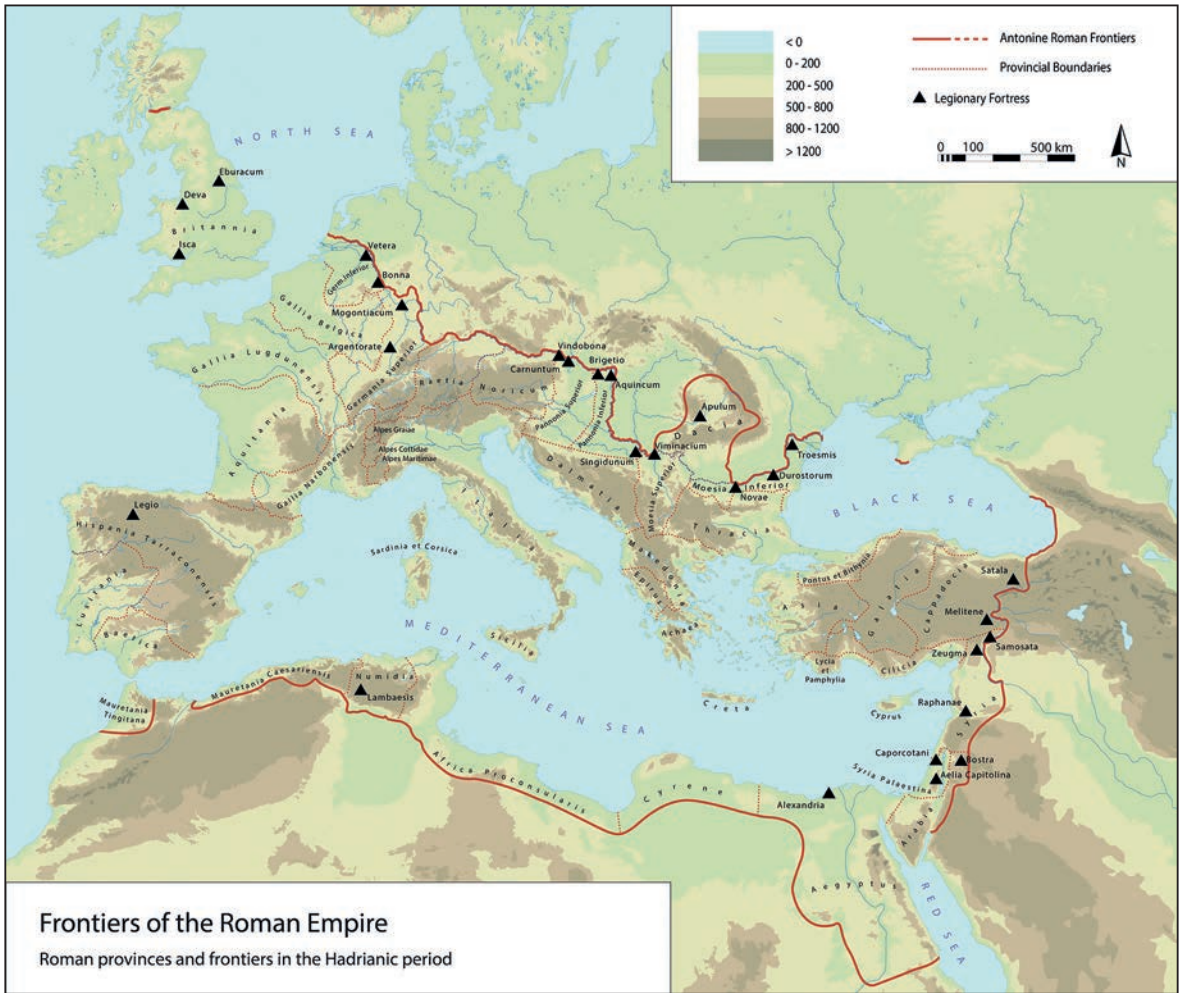 < 0
0 - 200
200 - 500
500 - 800
800 - 1200
> 1200
Antonine Roman Frontiers
Provincial Boundaries
Legionary Fortress
0 100 500 km
N
NORTH SEA
Eburacum
Deva
Britannia
Isca
Vetera
Germ.Inferior
Bonna
Mogontiacum
Gallia Belgica
Argentorate
Gallia Lugdunensis
Germania Superior
Raetia
Noricum
Vindobona
Carnuntum
Brigetio
Aquincum
Pannonia Superior
Pannonia Inferior
Apulum
Dacia
Aquitania
Alpes Graiae
Alpes Cottidae
Alpes Maritimae
Gallia Narbonensis
Singidunum
Viminacium
Troesmis
Durostorum
Moesia Inferior
Novae
Moesia Superior
Dalmatia
Italia
Thracia
BLACK SEA
Legio
Hispania Tarraconensis
Lusitania
Baetica
Sardinia et Corsica
Makedonia
Epirus
Achaea
Sicilia
MEDITERRANEAN SEA
Pontus et Bithynia
Asia
Galatia
Cappadocia
Satala
Melitene
Samosata
Zeugma
Lycia
et
Pamphylia
Cilicia
Creta
Cyprus
Raphanae
Syria
Caporcotani
Bostra
Aelia Capitolina
Syria Palaestina
Arabia
Mauretania
Tingitana
Mauretania Caesariensis
Numidia
Lambaesis
Africa Proconsularis
Cyrene
Alexandria
Aegyptus
RED SEA
Frontiers of the Roman Empire
Roman provinces and frontiers in the Hadrianic period